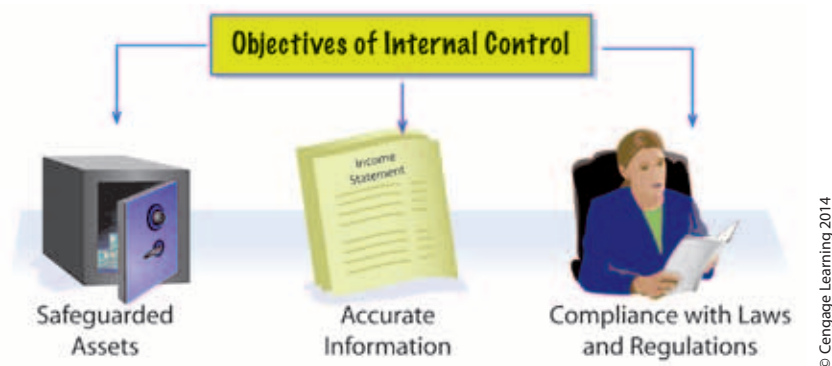 Objectives of Internal Control
Income
Statement
Safeguarded
Assets
Accurate
Information
Compliance with Laws
and Regulations
© Cengage Learning 2014